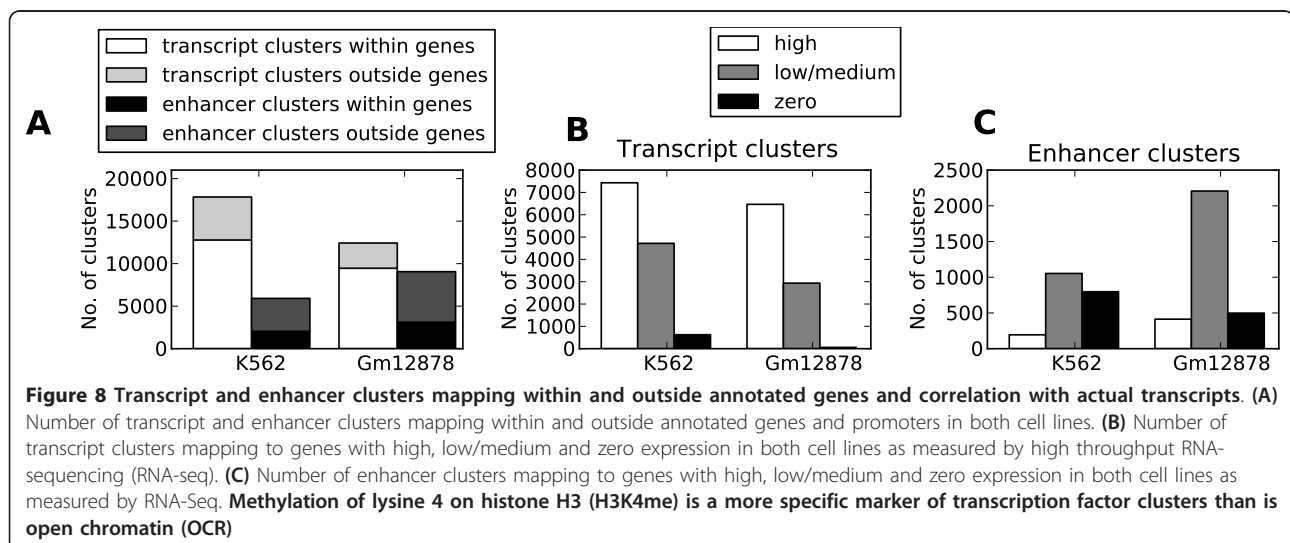 transcript clusters within genes
transcript clusters outside genes
enhancer clusters within genes
enhancer clusters outside genes
high
low/medium
zero
A
No. of clusters
20000
15000
10000
5000
0
K562
Gm12878
B
Transcript clusters
No. of clusters
8000
7000
6000
5000
4000
3000
2000
1000
0
K562
Gm12878
C
Enhancer clusters
No. of clusters
2500
2000
1500
1000
500
0
K562
Gm12878
Figure 8 Transcript and enhancer clusters mapping within and outside annotated genes and correlation with actual transcripts. (A)
Number of transcript and enhancer clusters mapping within and outside annotated genes and promoters in both cell lines. (B) Number of
transcript clusters mapping to genes with high, low/medium and zero expression in both cell lines as measured by high throughput RNA-
sequencing (RNA-seq). (C) Number of enhancer clusters mapping to genes with high, low/medium and zero expression in both cell lines as
measured by RNA-Seq. Methylation of lysine 4 on histone H3 (H3K4me) is a more specific marker of transcription factor clusters than is
open chromatin (OCR)